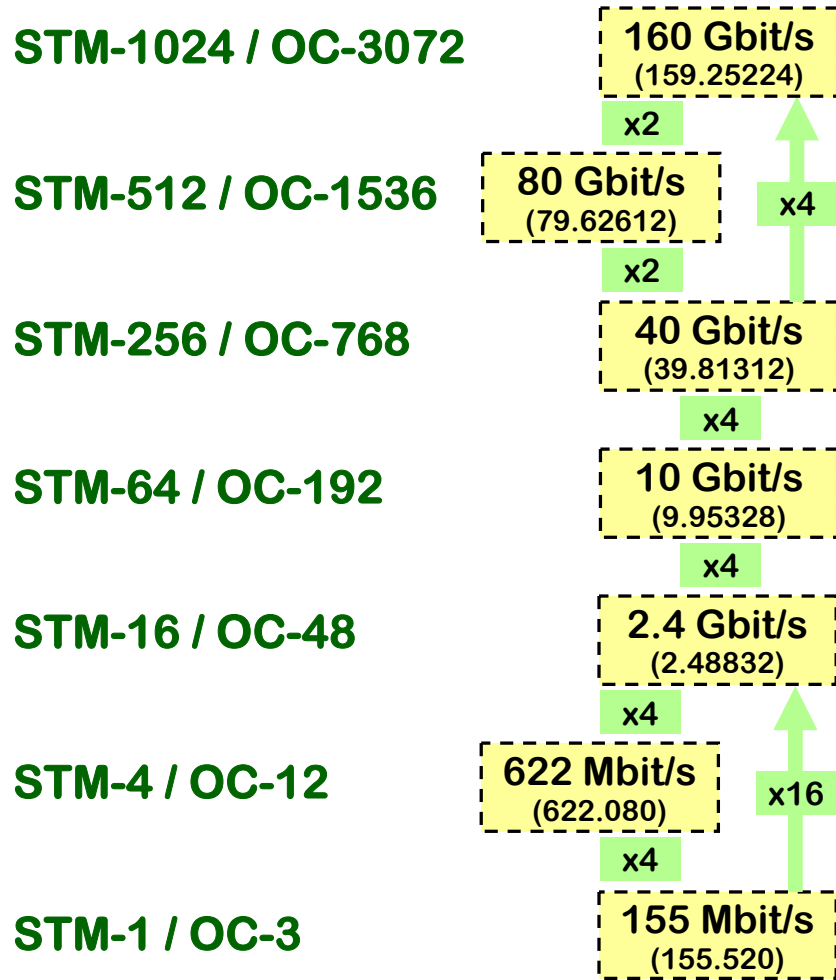 STM-1024 / OC-3072
160 Gbit/s
(159.25224)
x2
STM-512 / OC-1536
80 Gbit/s
(79.62612)
x4
x2
STM-256 / OC-768
40 Gbit/s
(39.81312)
x4
STM-64 / OC-192
10 Gbit/s
(9.95328)
x4
STM-16 / OC-48
2.4 Gbit/s
(2.48832)
x4
STM-4 / OC-12
622 Mbit/s
(622.080)
x16
x4
STM-1 / OC-3
155 Mbit/s
(155.520)